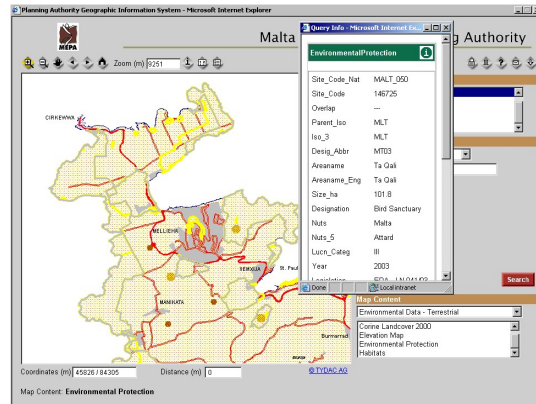 Planning Authority Geographic Information System - Microsoft Internet Explorer
MEPA
Malta
g Authority
Zoom (m) 9251
Query Info - Microsoft Internet Ex...
EnvironmentalProtection
Site_Code_Nat MALT_050
Site_Code 146725
Overlap ---
Parent_Iso MLT
Iso_3 MLT
Desig_Abbr MT03
Areaname Ta Qali
Areaname_Eng Ta Qali
Size_ha 101.8
Designation Bird Sanctuary
Nuts Malta
Nuts_5 Attard
Lucn_Categ III
Year 2003
Done
Local intranet
CIRKEWWA
MELLIEHA
XEMXIJA
St. Paul
MANIKATA
Burmarrad
Search
Map Content
Environmental Data - Terrestrial
Corine Landcover 2000
Elevation Map
Environmental Protection
Habitats
Coordinates (m) 45826 / 84305
Distance (m) 0
© TYDAC AG
Map Content: Environmental Protection